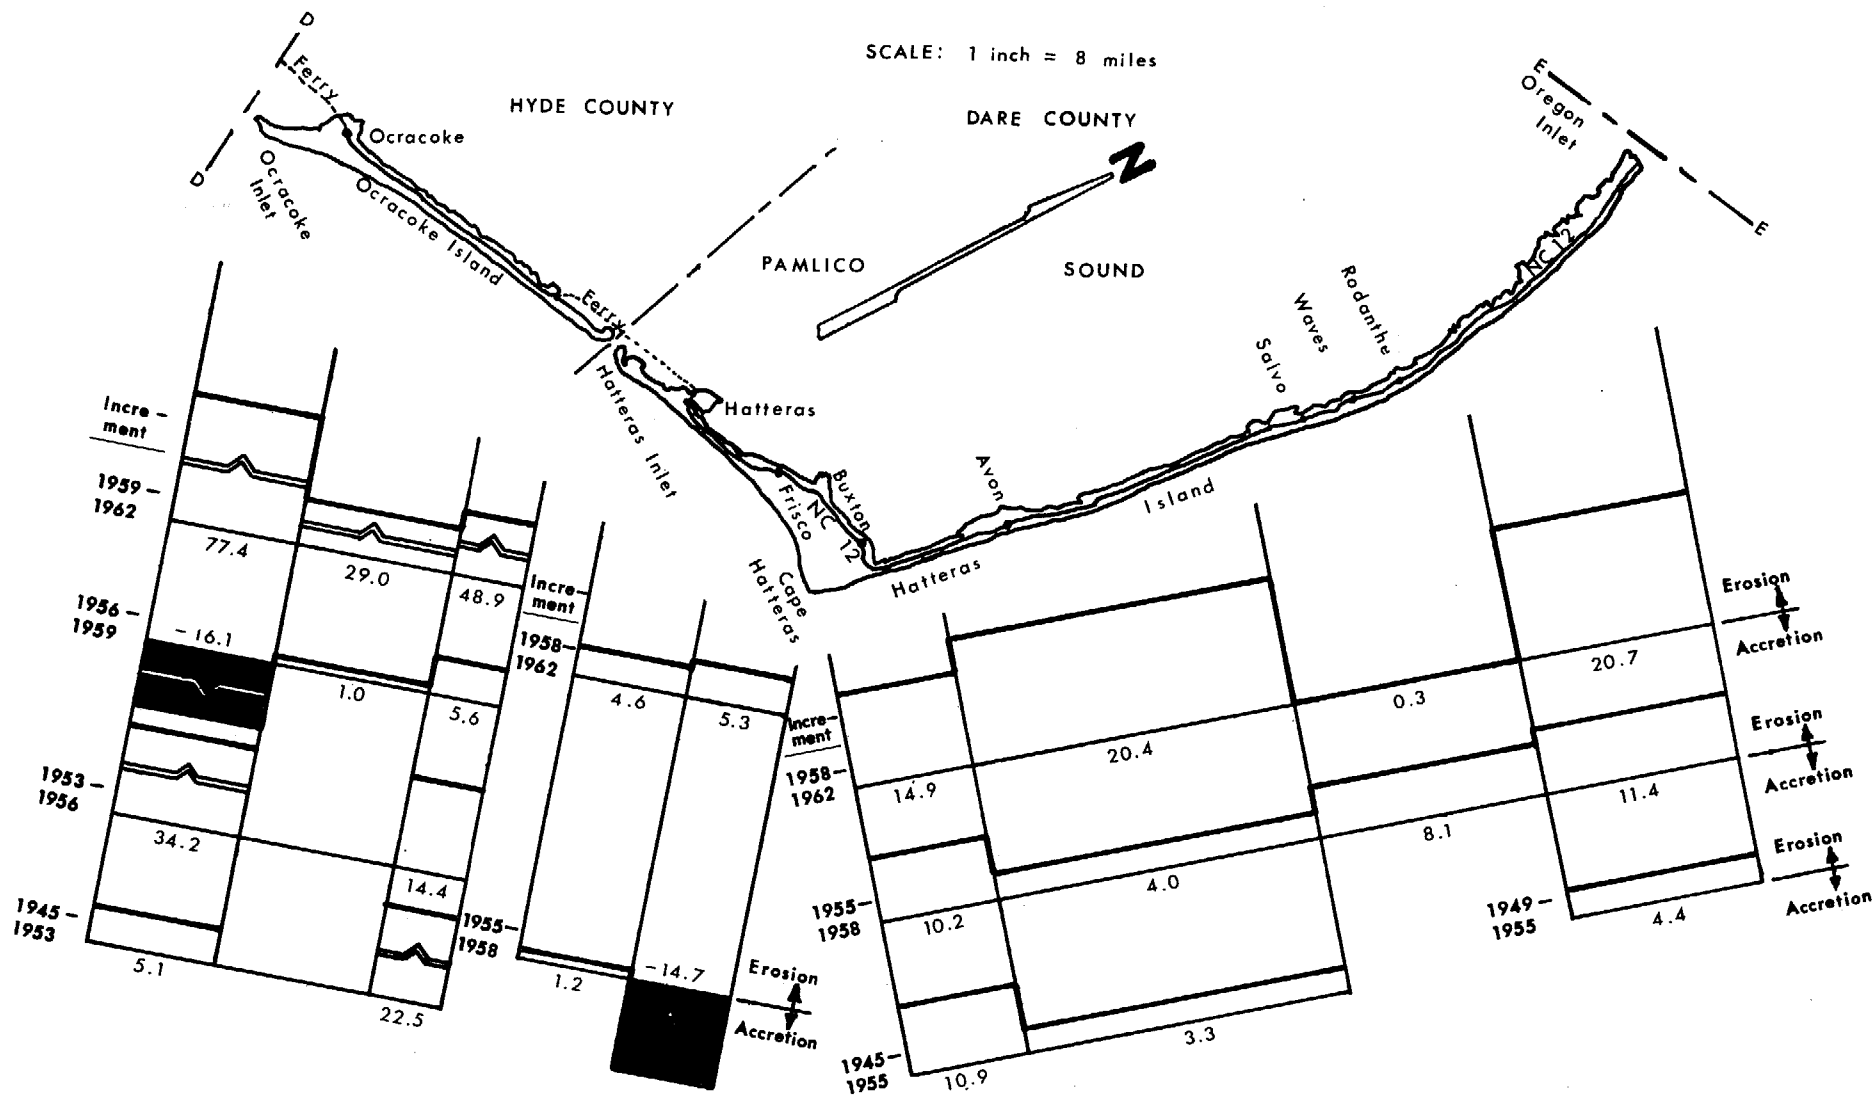 D
SCALE: 1 inch = 8 miles
Ferry
HYDE COUNTY
DARE COUNTY
E
Oregon
Inlet
Ocracoke
N
D
Ocracoke
Inlet
Ocracoke Island
PAMLICO
SOUND
NC 12
E
Ferry
Rodanthe
Waves
Salvo
Hatteras Inlet
Hatteras
Buxton
Frisco
NC 12
Avon
Island
Cape
Hatteras
Hatteras
Incre-
ment
1959-
1962
77.4
29.0
48.9
1956-
1959
-16.1
1.0
5.6
1953-
1956
34.2
14.4
1945-
1953
5.1
22.5
Incre-
ment
1958-
1962
4.6
5.3
1955-
1958
1.2
-14.7
Erosion
Accretion
Incre-
ment
1958-
1962
14.9
20.4
0.3
20.7
Erosion
Accretion
1955-
1958
10.2
4.0
8.1
11.4
Erosion
Accretion
1949-
1955
4.4
Erosion
Accretion
1945-
1955
10.9
3.3